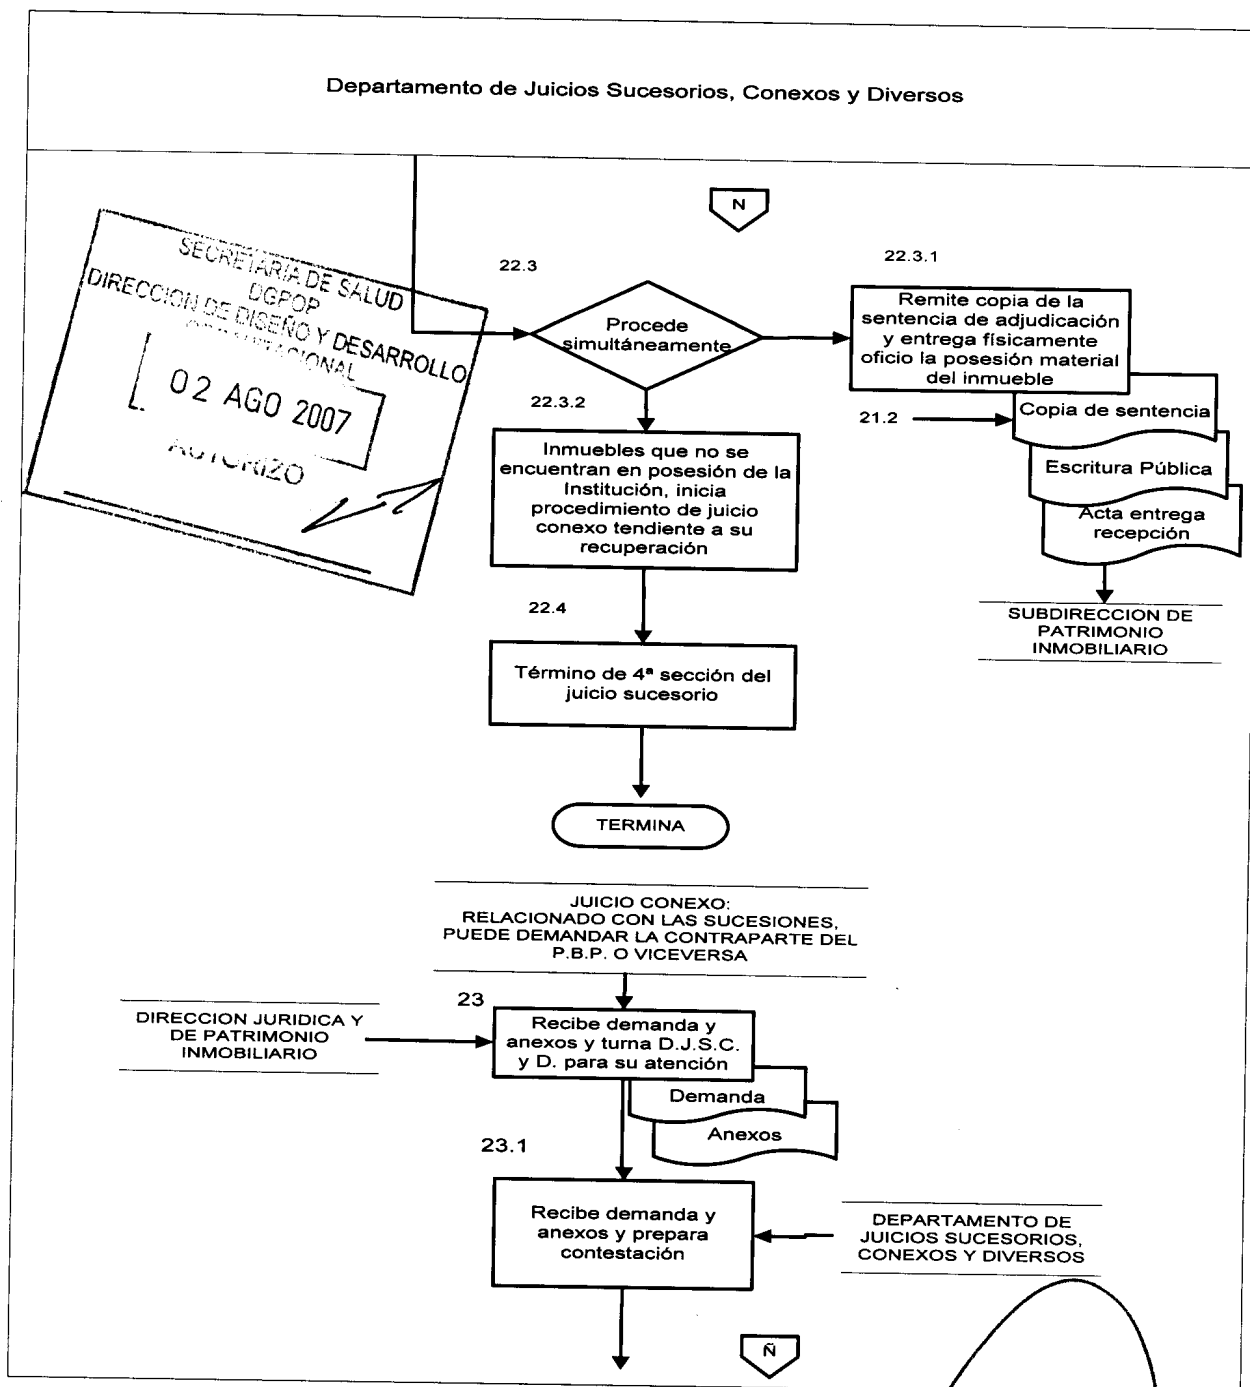 Departamento de Juicios Sucesorios, Conexos y Diversos
N
SECRETARIA DE SALUD
DGPOP
DIRECCION DE DISEÑO Y DESARROLLO
02 AGO 2007
AUTORIZO
22.3
Procede
simultáneamente
22.3.1
Remite copia de la
sentencia de adjudicación
y entrega físicamente
oficio la posesión material
del inmueble
21.2
Copia de sentencia
Escritura Pública
Acta entrega
recepción
SUBDIRECCION DE
PATRIMONIO
INMOBILIARIO
22.3.2
Inmuebles que no se
encuentran en posesión de la
Institución, inicia
procedimiento de juicio
conexo tendiente a su
recuperación
22.4
Término de 4ª sección del
juicio sucesorio
TERMINA
JUICIO CONEXO:
RELACIONADO CON LAS SUCESIONES,
PUEDE DEMANDAR LA CONTRAPARTE DEL
P.B.P. O VICEVERSA
DIRECCION JURIDICA Y
DE PATRIMONIO
INMOBILIARIO
23
Recibe demanda y
anexos y turna D.J.S.C.
y D. para su atención
Demanda
Anexos
23.1
Recibe demanda y
anexos y prepara
contestación
DEPARTAMENTO DE
JUICIOS SUCESORIOS,
CONEXOS Y DIVERSOS
Ñ